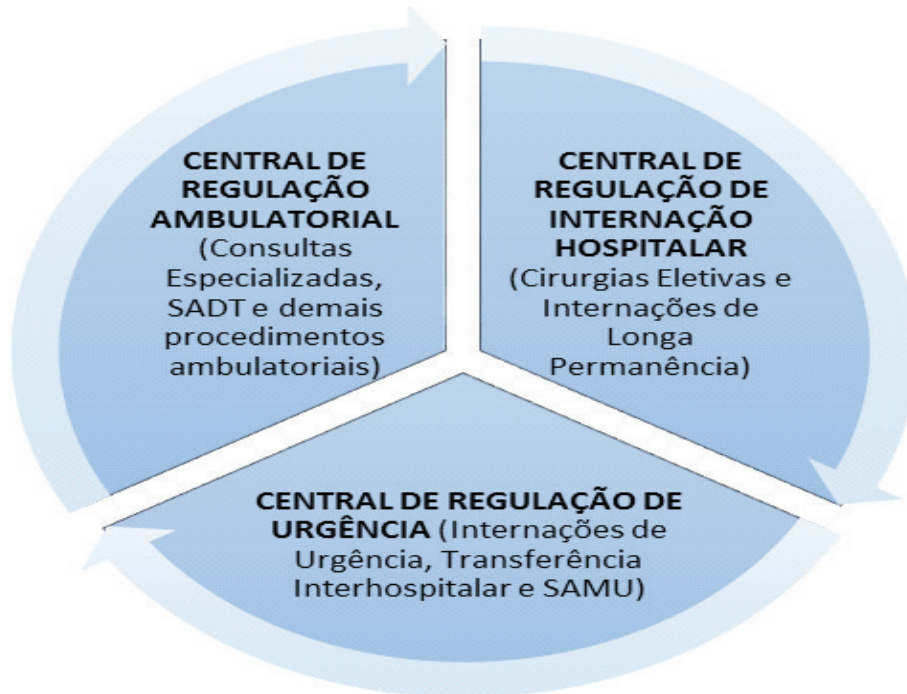 CENTRAL DE
REGULAÇÃO
AMBULATORIAL
(Consultas
Especializadas,
SADT e demais
procedimentos
ambulatoriais)
CENTRAL DE
REGULAÇÃO DE
INTERNAÇÃO
HOSPITALAR
(Cirurgias Eletivas e
Internações de
Longa
Permanência)
CENTRAL DE REGULAÇÃO DE
URGÊNCIA (Internações de
Urgência, Transferência
Interhospitalar e SAMU)